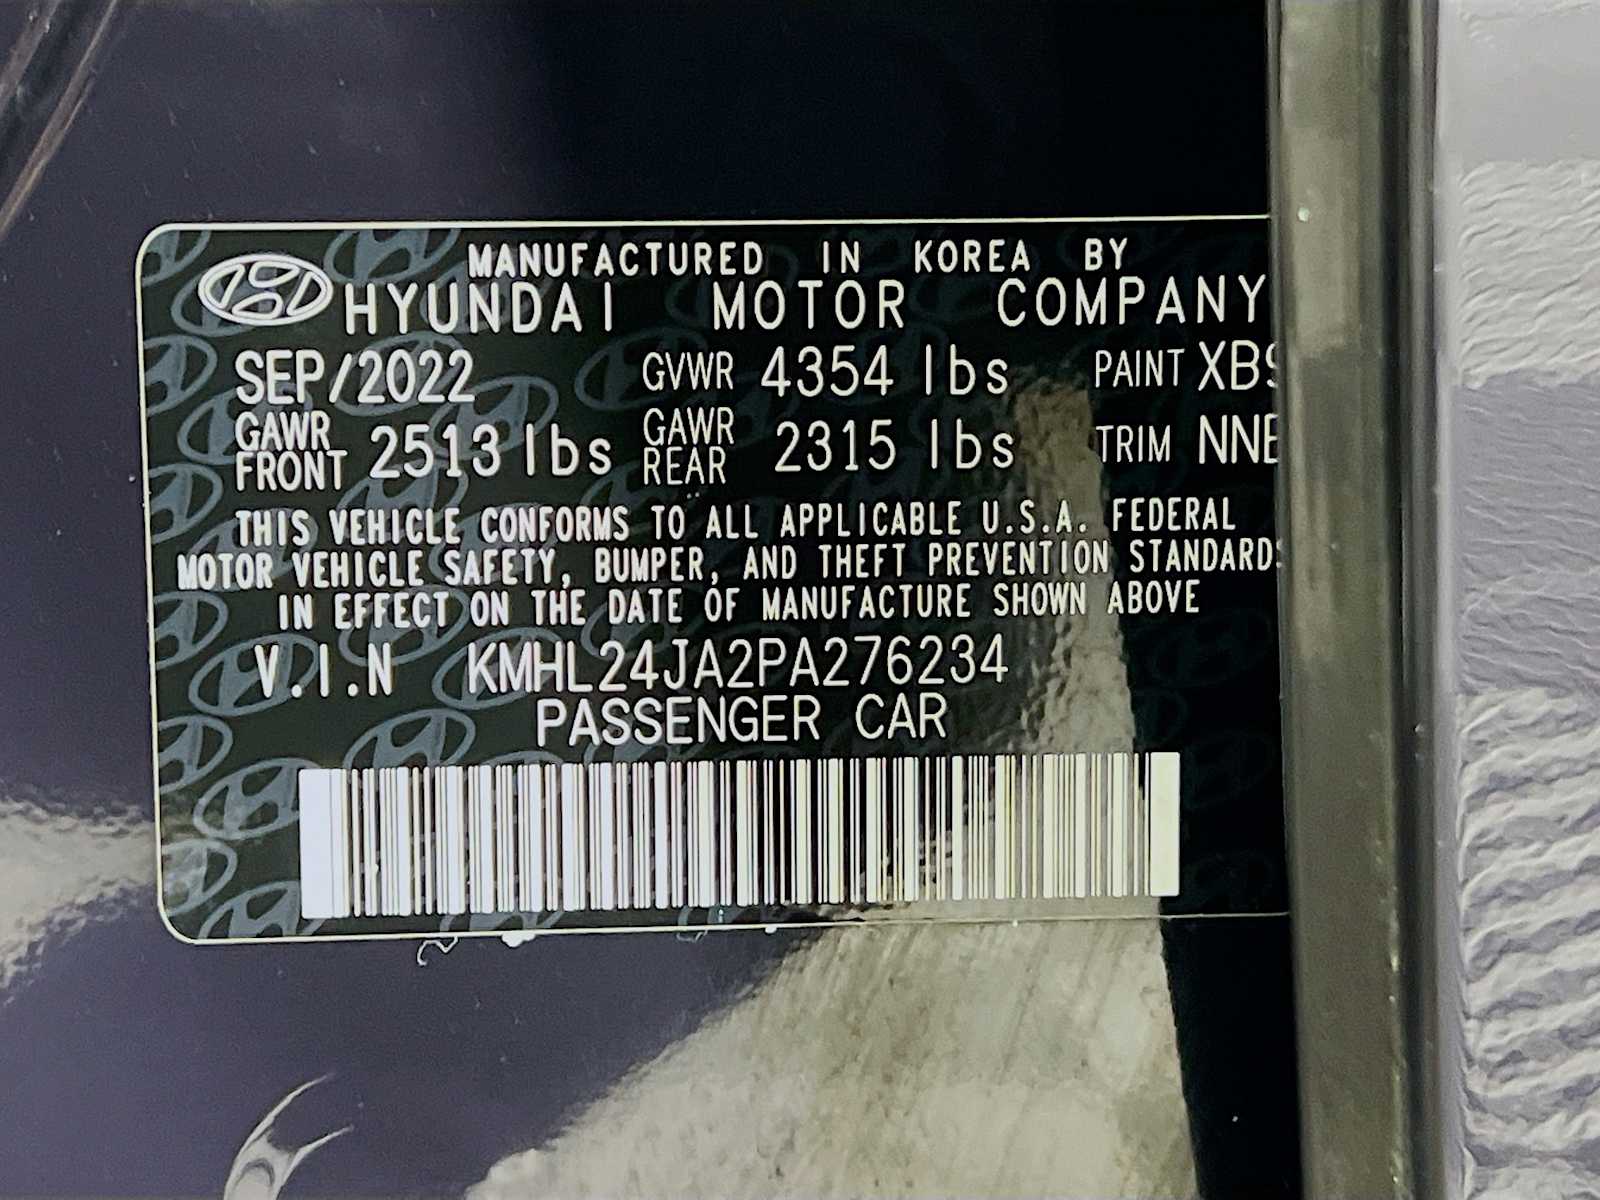 MANUFACTURED IN KOREA BY
HYUNDAI MOTOR COMPANY
SEP/2022 GVWR 4354 lbs PAINT XB9
GAWR FRONT 2513 lbs GAWR REAR 2315 lbs TRIM NN
THIS VEHICLE CONFORMS TO ALL APPLICABLE U.S.A. FEDERAL
MOTOR VEHICLE SAFETY, BUMPER, AND THEFT PREVENTION STANDARDS
IN EFFECT ON THE DATE OF MANUFACTURE SHOWN ABOVE
V.I.N KMHL24JA2PA276234
PASSENGER CAR